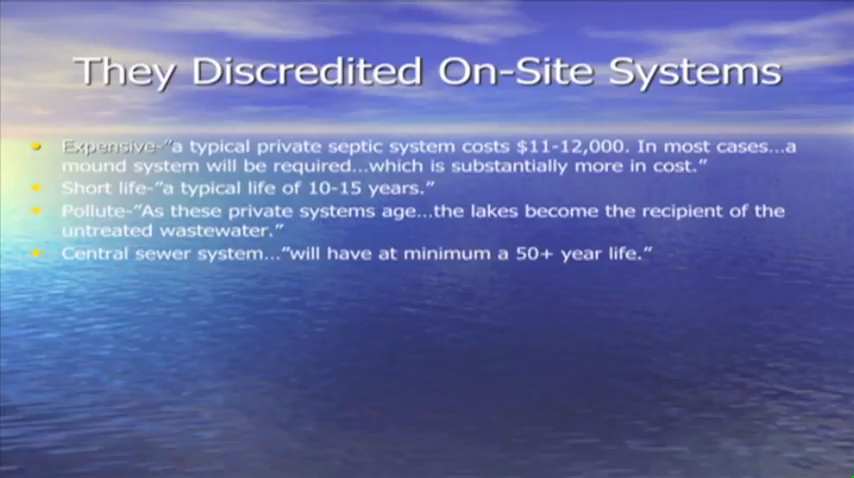 They Discredited On-Site Systems
• Expensive-"a typical private septic system costs $11-12,000. In most cases...a
mound system will be required...which is substantially more in cost."
• Short life-"a typical life of 10-15 years."
• Pollute-"As these private systems age...the lakes become the recipient of the
untreated wastewater."
• Central sewer system..."will have at minimum a 50+ year life."